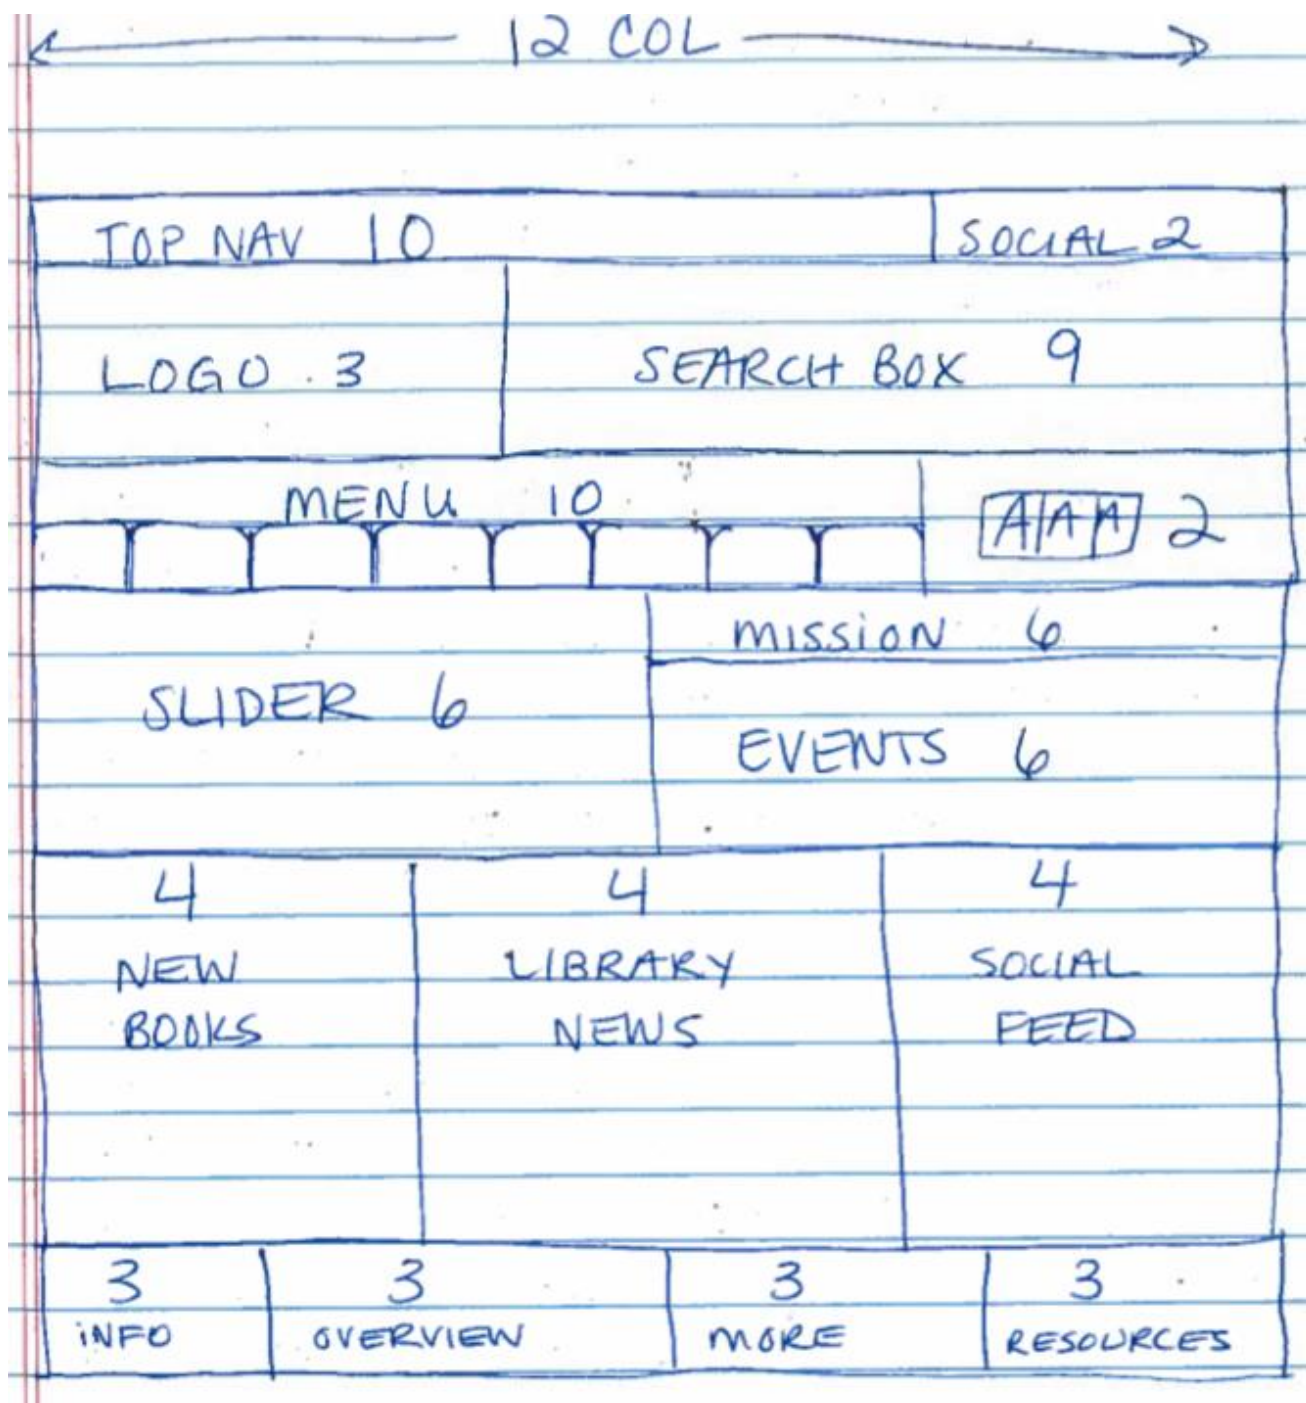 12 COL
TOP NAV 10 SOCIAL 2
LOGO 3 SEARCH BOX 9
MENU 10
A A A 2
MISSION 6
SLIDER 6
EVENTS 6
4 4 4
NEW LIBRARY SOCIAL
BOOKS NEWS FEED
3 3 3 3
INFO OVERVIEW MORE RESOURCES